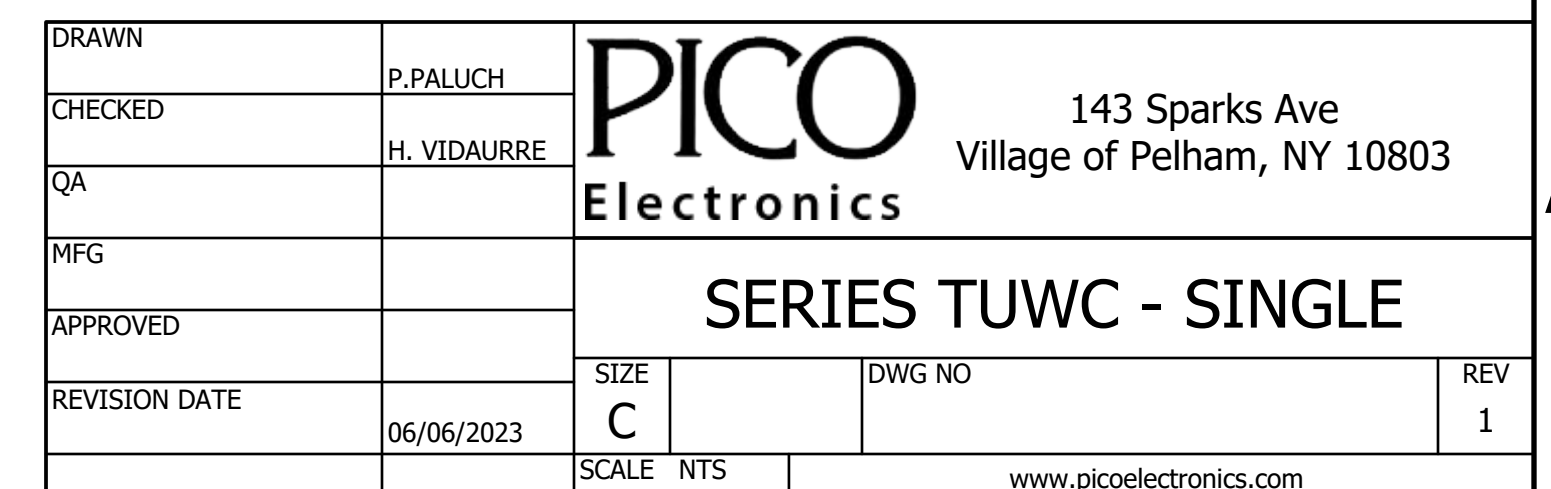 DRAWN
P.PALUCH
CHECKED
H. VIDAURRE
QA
MFG
APPROVED
REVISION DATE
06/06/2023
PICO
Electronics
143 Sparks Ave
Village of Pelham, NY 10803
SERIES TUWC - SINGLE
SIZE
C
DWG NO
REV
1
SCALE NTS
www.picoelectronics.com